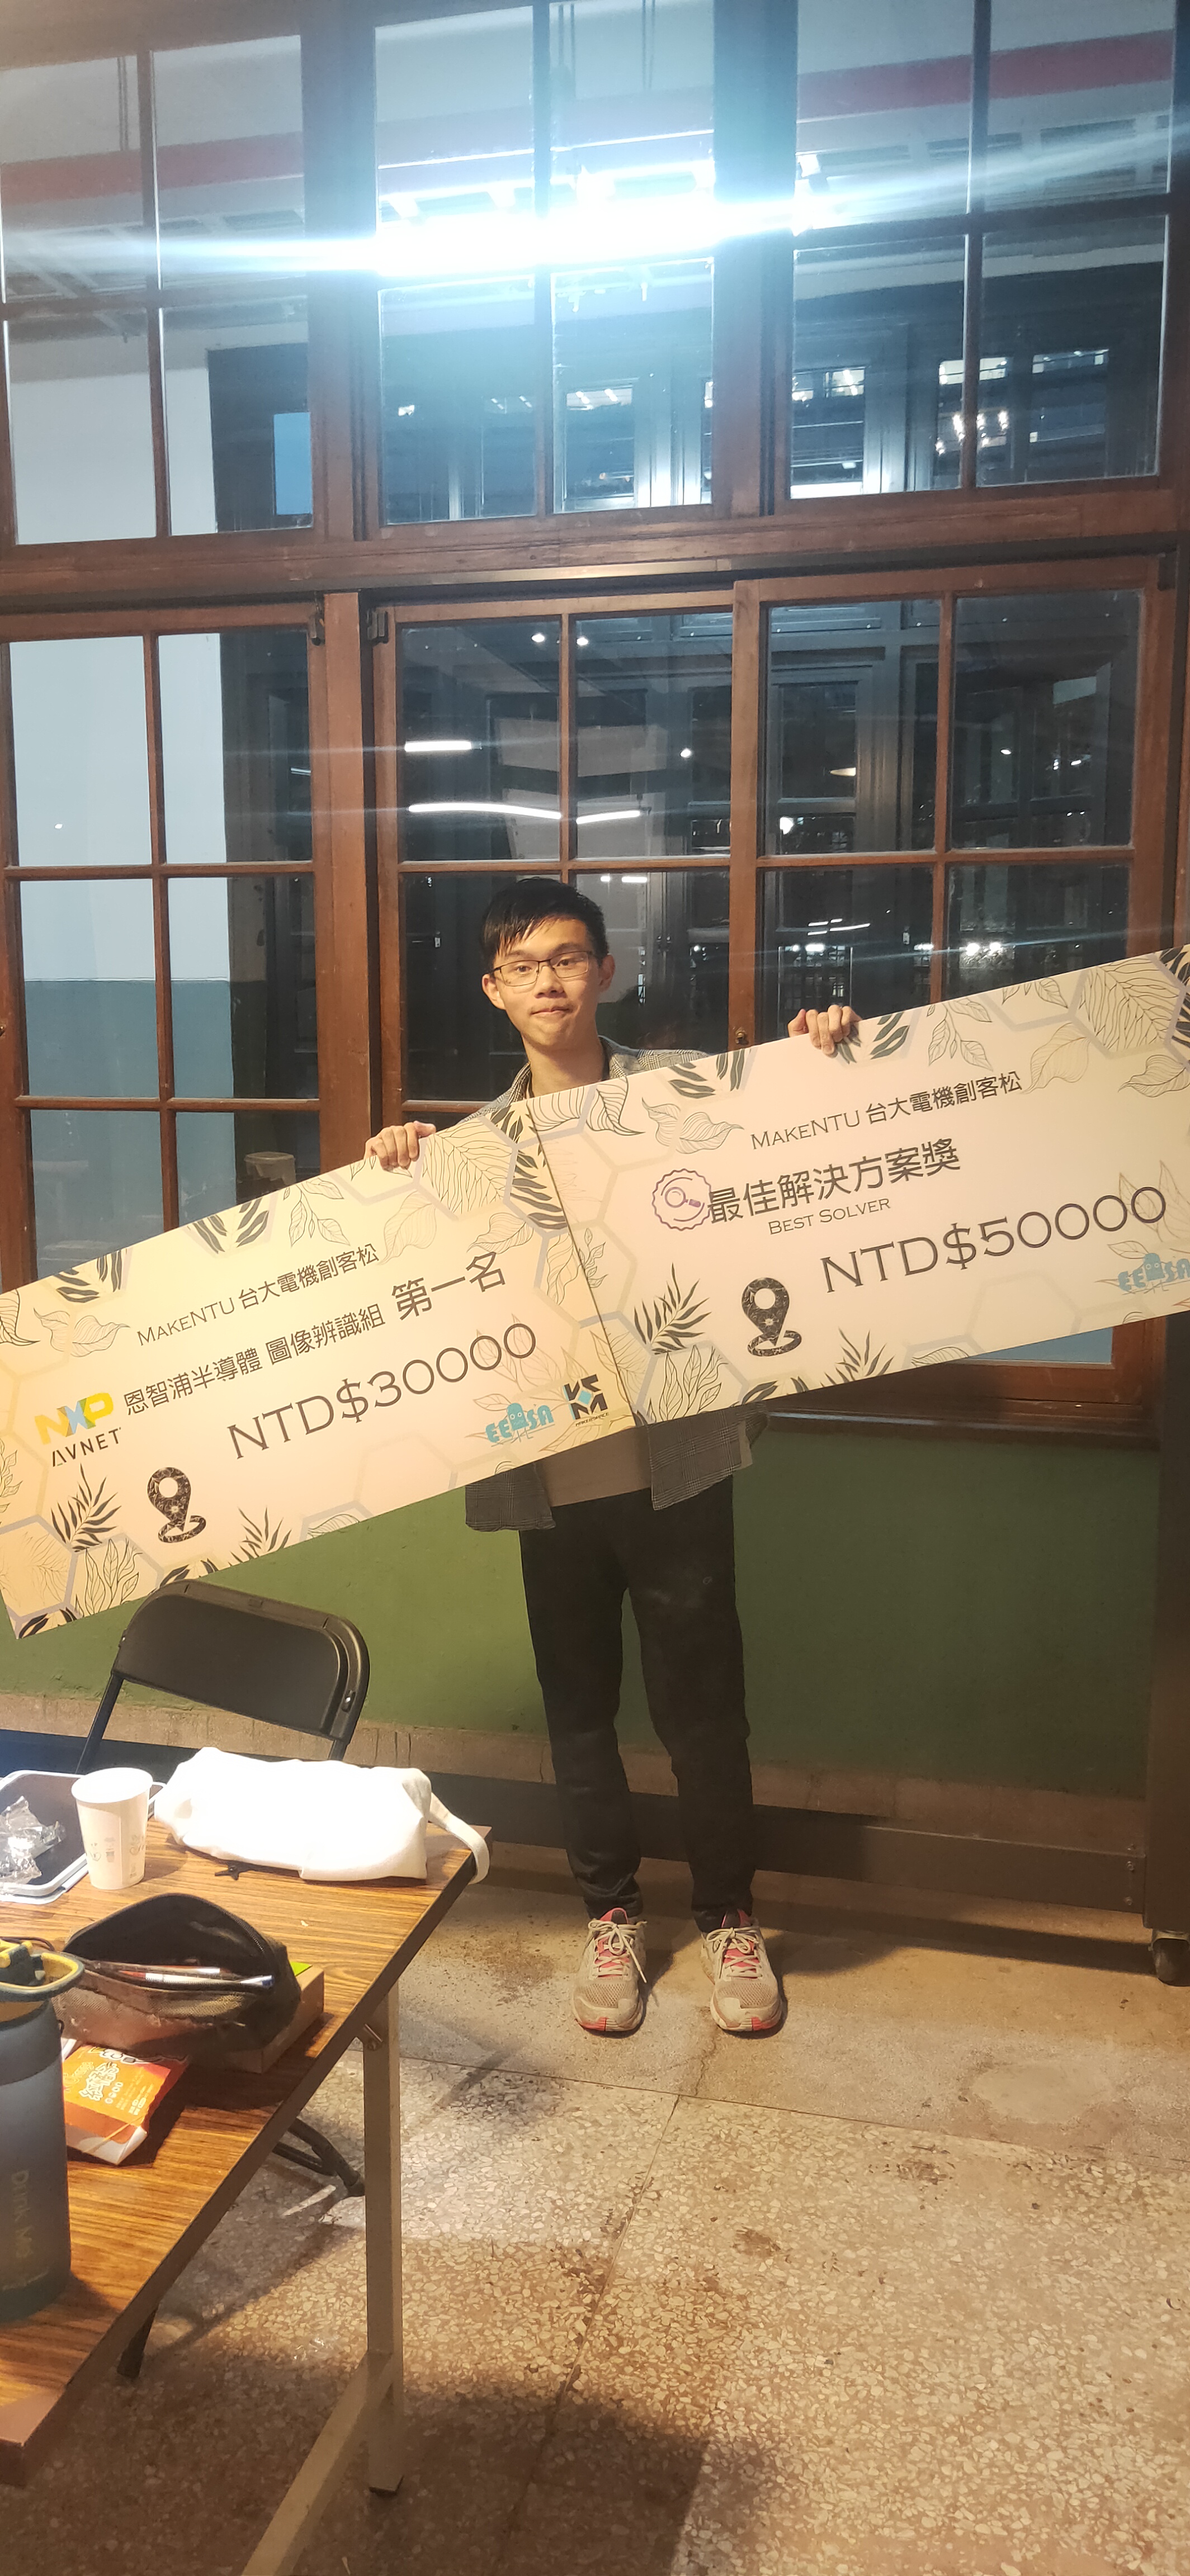 MAKENTU 台大電機創客松
NXP 恩智浦半導體 圖像辨識組 第一名
AVNET
NTD$30000
EESA
MAKENTU 台大電機創客松
最佳解決方案獎
BEST SOLVER
NTD$50000
EESA
Drink Me